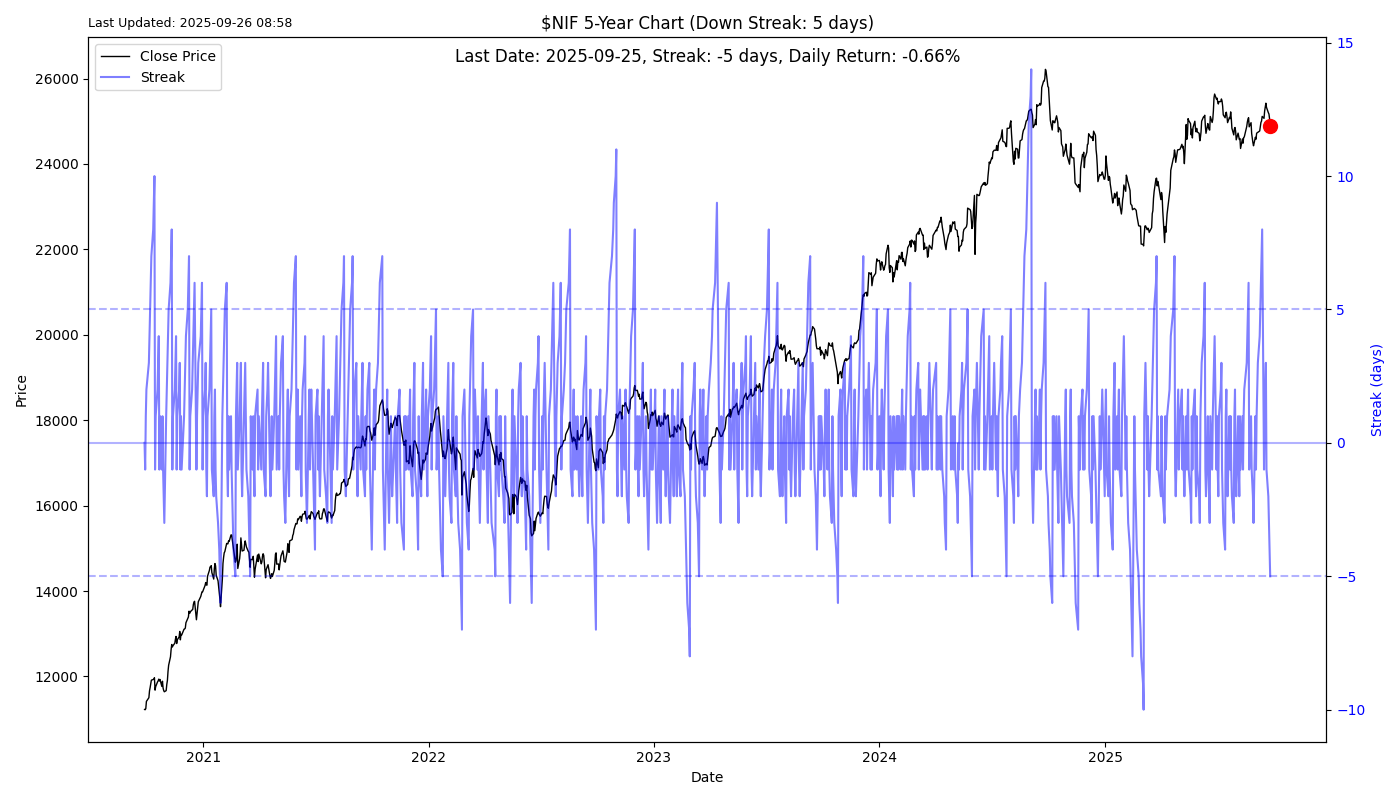 Last Updated: 2025-09-26 08:58
$NIF 5-Year Chart (Down Streak: 5 days)
Last Date: 2025-09-25, Streak: -5 days, Daily Return: -0.66%
Close Price
Streak
26000
24000
22000
20000
18000
16000
14000
12000
Price
15
10
5
0
−5
−10
Streak (days)
2021
2022
2023
2024
2025
Date